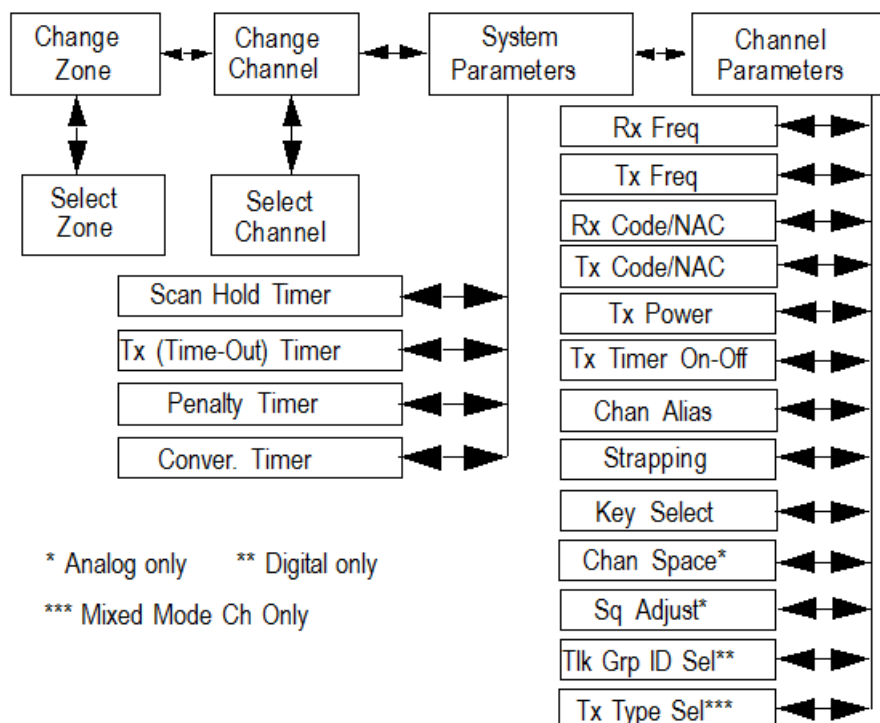 Change
Zone
Change
Channel
System
Parameters
Channel
Parameters
Select
Zone
Select
Channel
Scan Hold Timer
Tx (Time-Out) Timer
Penalty Timer
Conver. Timer
Rx Freq
Tx Freq
Rx Code/NAC
Tx Code/NAC
Tx Power
Tx Timer On-Off
Chan Alias
Strapping
Key Select
Chan Space*
Sq Adjust*
Tlk Grp ID Sel**
Tx Type Sel***
* Analog only ** Digital only
*** Mixed Mode Ch Only